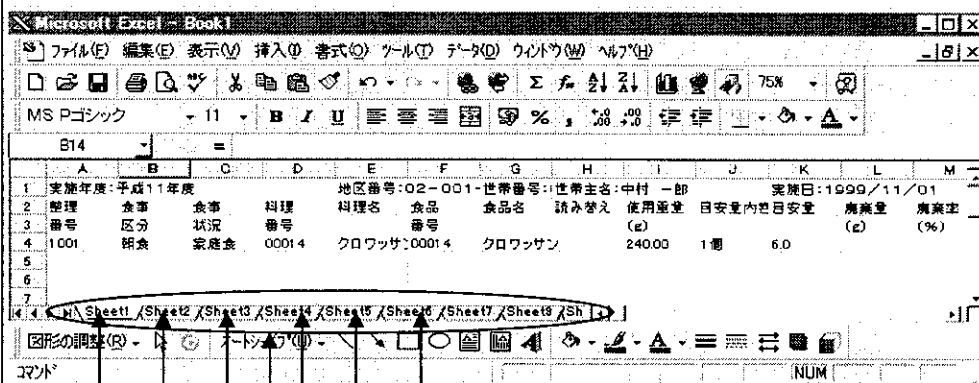 Microsoft Excel - Book1
ファイル(F) 編集(E) 表示(V) 挿入(I) 書式(O) ツール(T) データ(D) ウィンドウ(W) ヘルプ(H)
75%
MS Pゴシック 11 B I U %
B14 =
A B C D E F G H I J K L M
1 実施年度:平成11年度 地区番号:02-001- 世帯番号: 世帯主名:中村 一郎 実施日:1999/11/01
2 整理 食事 食事 料理 料理名 食品 食品名 読み替え 使用重量 目安量内容 目安量 廃棄量 廃棄率
3 番号 区分 状況 番号 番号 (g) (g) (%)
4 1001 朝食 家庭食 00014 クロワッサン 00014 クロワッサン 240.00 1個 6.0
5
6
7
Sheet1 Sheet2 Sheet3 Sheet4 Sheet5 Sheet6 Sheet7 Sheet8 Sh
図形の調整(R) オートシェイプ(U)
コマンド NUM